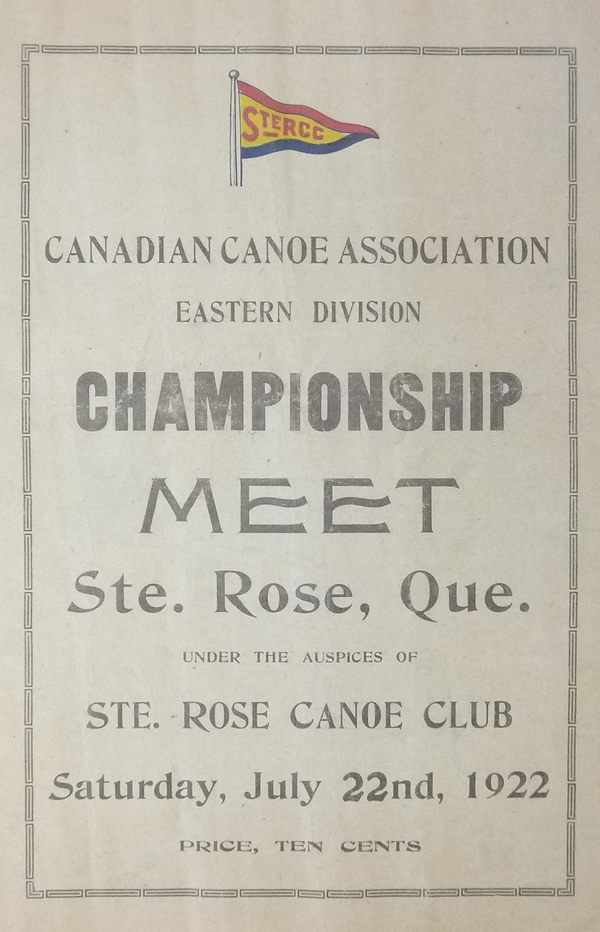 STERCC
CANADIAN CANOE ASSOCIATION
EASTERN DIVISION
CHAMPIONSHIP
MEET
Ste. Rose, Que.
UNDER THE AUSPICES OF
STE. ROSE CANOE CLUB
Saturday, July 22nd, 1922
PRICE, TEN CENTS